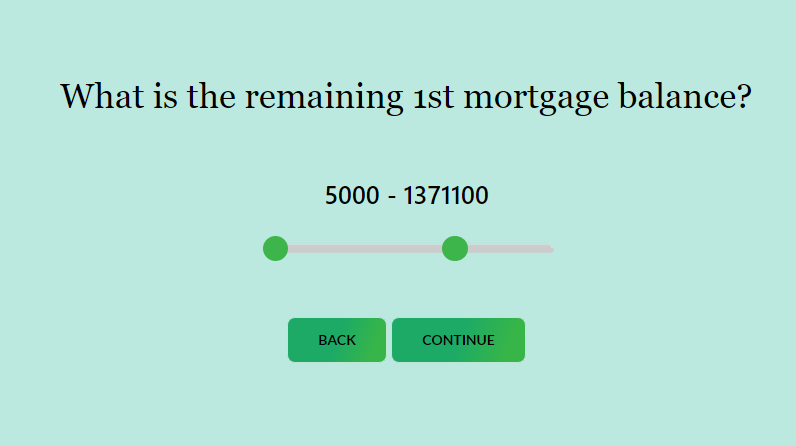 What is the remaining 1st mortgage balance?
5000 - 1371100
BACK CONTINUE